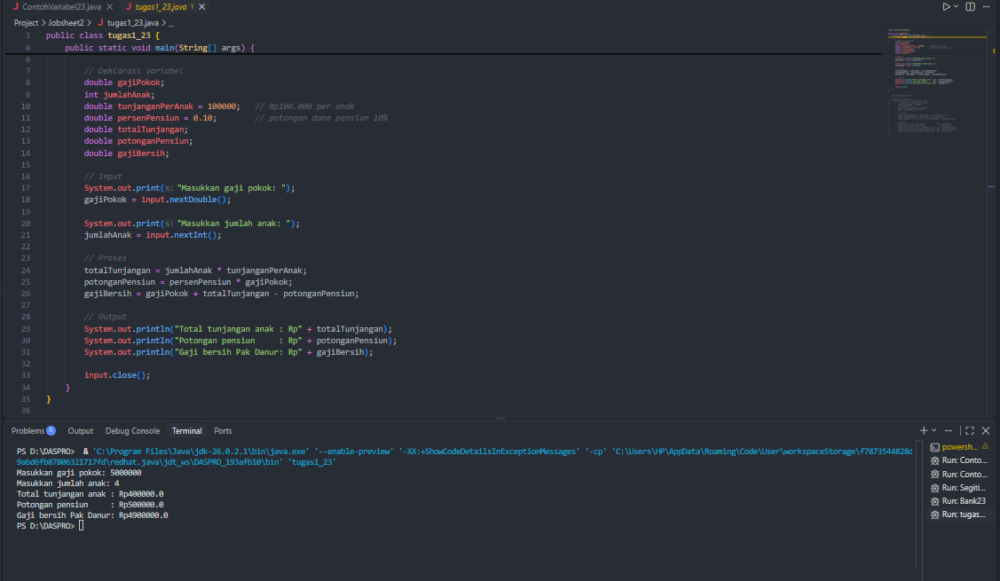 ContohVariabel23.java
tugas1_23.java 1
Project > Jobsheet2 > tugas1_23.java > ...
3 public class tugas1_23 {
4 public static void main(String[] args) {
6
7 // Deklarasi variabel
8 double gajiPokok;
9 int jumlahAnak;
10 double tunjanganPerAnak = 100000; // Rp100.000 per anak
11 double persenPensiun = 0.10; // potongan dana pensiun 10%
12 double totalTunjangan;
13 double potonganPensiun;
14 double gajiBersih;
15
16 // Input
17 System.out.print(s: "Masukkan gaji pokok: ");
18 gajiPokok = input.nextDouble();
19
20 System.out.print(s: "Masukkan jumlah anak: ");
21 jumlahAnak = input.nextInt();
22
23 // Proses
24 totalTunjangan = jumlahAnak * tunjanganPerAnak;
25 potonganPensiun = persenPensiun * gajiPokok;
26 gajiBersih = gajiPokok + totalTunjangan - potonganPensiun;
27
28 // Output
29 System.out.println("Total tunjangan anak : Rp" + totalTunjangan);
30 System.out.println("Potongan pensiun     : Rp" + potonganPensiun);
31 System.out.println("Gaji bersih Pak Danur: Rp" + gajiBersih);
32
33 input.close();
34 }
35 }
36
Problems 5 Output Debug Console Terminal Ports
PS D:\DASPRO> & 'C:\Program Files\Java\jdk-26.0.2.1\bin\java.exe' '--enable-preview' '-XX:+ShowCodeDetailsInExceptionMessages' '-cp' 'C:\Users\HP\AppData\Roaming\Code\User\workspaceStorage\f7873544828d
9abd6fb87806321717fd\redhat.java\jdt_ws\DASPRO_193afb10\bin' 'tugas1_23'
Masukkan gaji pokok: 5000000
Masukkan jumlah anak: 4
Total tunjangan anak : Rp400000.0
Potongan pensiun     : Rp500000.0
Gaji bersih Pak Danur: Rp4900000.0
PS D:\DASPRO>
powersh...
Run: Conto...
Run: Conto...
Run: Segiti...
Run: Bank23
Run: tugas...